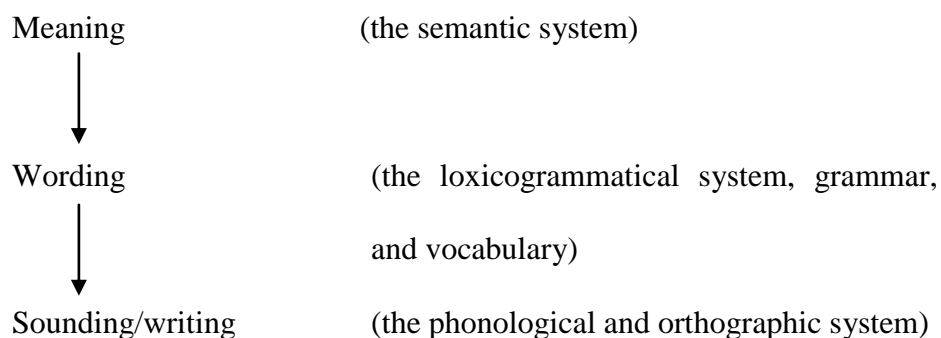 Meaning (the semantic system)
Wording (the loxicogrammatical system, grammar,
and vocabulary)
Sounding/writing (the phonological and orthographic system)